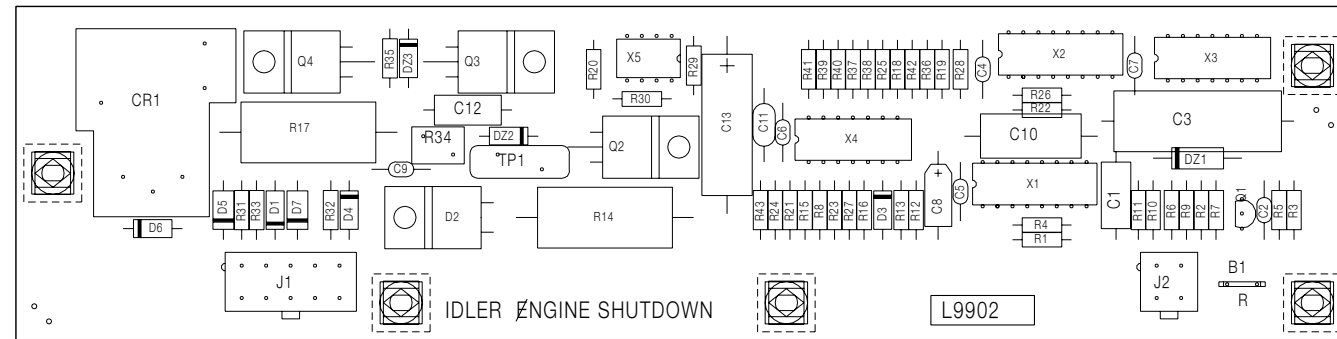 CR1
Q4
R35
DZ3
Q3
R20
X5
R29
R41
R39
R40
R37
R38
R25
R18
R42
R36
R19
R28
C4
X2
C7
X3
R30
R26
R22
R17
C12
R34
DZ2
TP1
C9
Q2
C13
C11
C6
X4
C10
C3
DZ1
D6
D5
R31
R33
D1
D7
R32
D4
D2
R14
R43
R24
R21
R15
R8
R23
R27
R16
D3
R13
R12
C8
C5
X1
R4
R1
C1
R11
R10
R6
R9
R2
R7
Q1
C2
R5
R3
J1
J2
B1
R
IDLER ENGINE SHUTDOWN
L9902
+